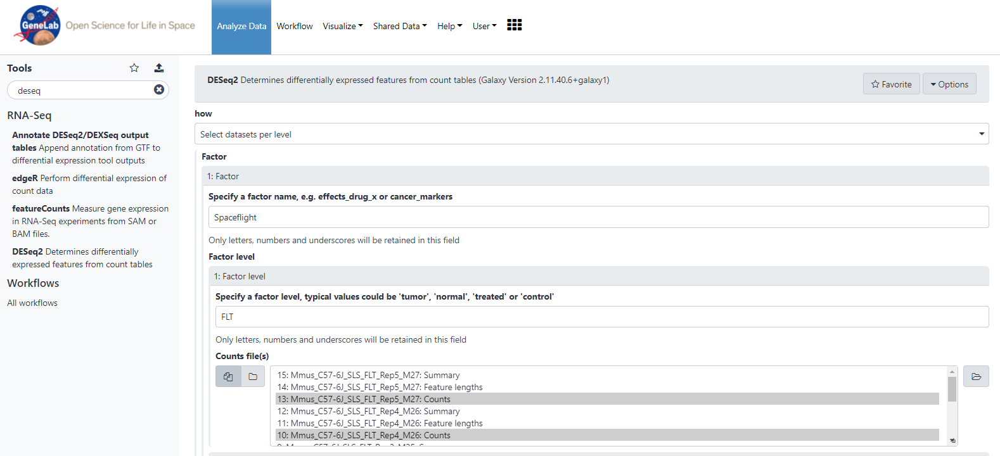 GeneLab
Open Science for Life in Space
Analyze Data
Workflow
Visualize
Shared Data
Help
User
Tools
deseq
RNA-Seq
Annotate DESeq2/DEXSeq output
tables Append annotation from GTF to
differential expression tool outputs
edgeR Perform differential expression of
count data
featureCounts Measure gene expression
in RNA-Seq experiments from SAM or
BAM files.
DESeq2 Determines differentially
expressed features from count tables
Workflows
All workflows
DESeq2 Determines differentially expressed features from count tables (Galaxy Version 2.11.40.6+galaxy1)
Favorite
Options
how
Select datasets per level
Factor
1: Factor
Specify a factor name, e.g. effects_drug_x or cancer_markers
Spaceflight
Only letters, numbers and underscores will be retained in this field
Factor level
1: Factor level
Specify a factor level, typical values could be 'tumor', 'normal', 'treated' or 'control'
FLT
Only letters, numbers and underscores will be retained in this field
Counts file(s)
15: Mmus_C57-6J_SLS_FLT_Rep5_M27: Summary
14: Mmus_C57-6J_SLS_FLT_Rep5_M27: Feature lengths
13: Mmus_C57-6J_SLS_FLT_Rep5_M27: Counts
12: Mmus_C57-6J_SLS_FLT_Rep4_M26: Summary
11: Mmus_C57-6J_SLS_FLT_Rep4_M26: Feature lengths
10: Mmus_C57-6J_SLS_FLT_Rep4_M26: Counts